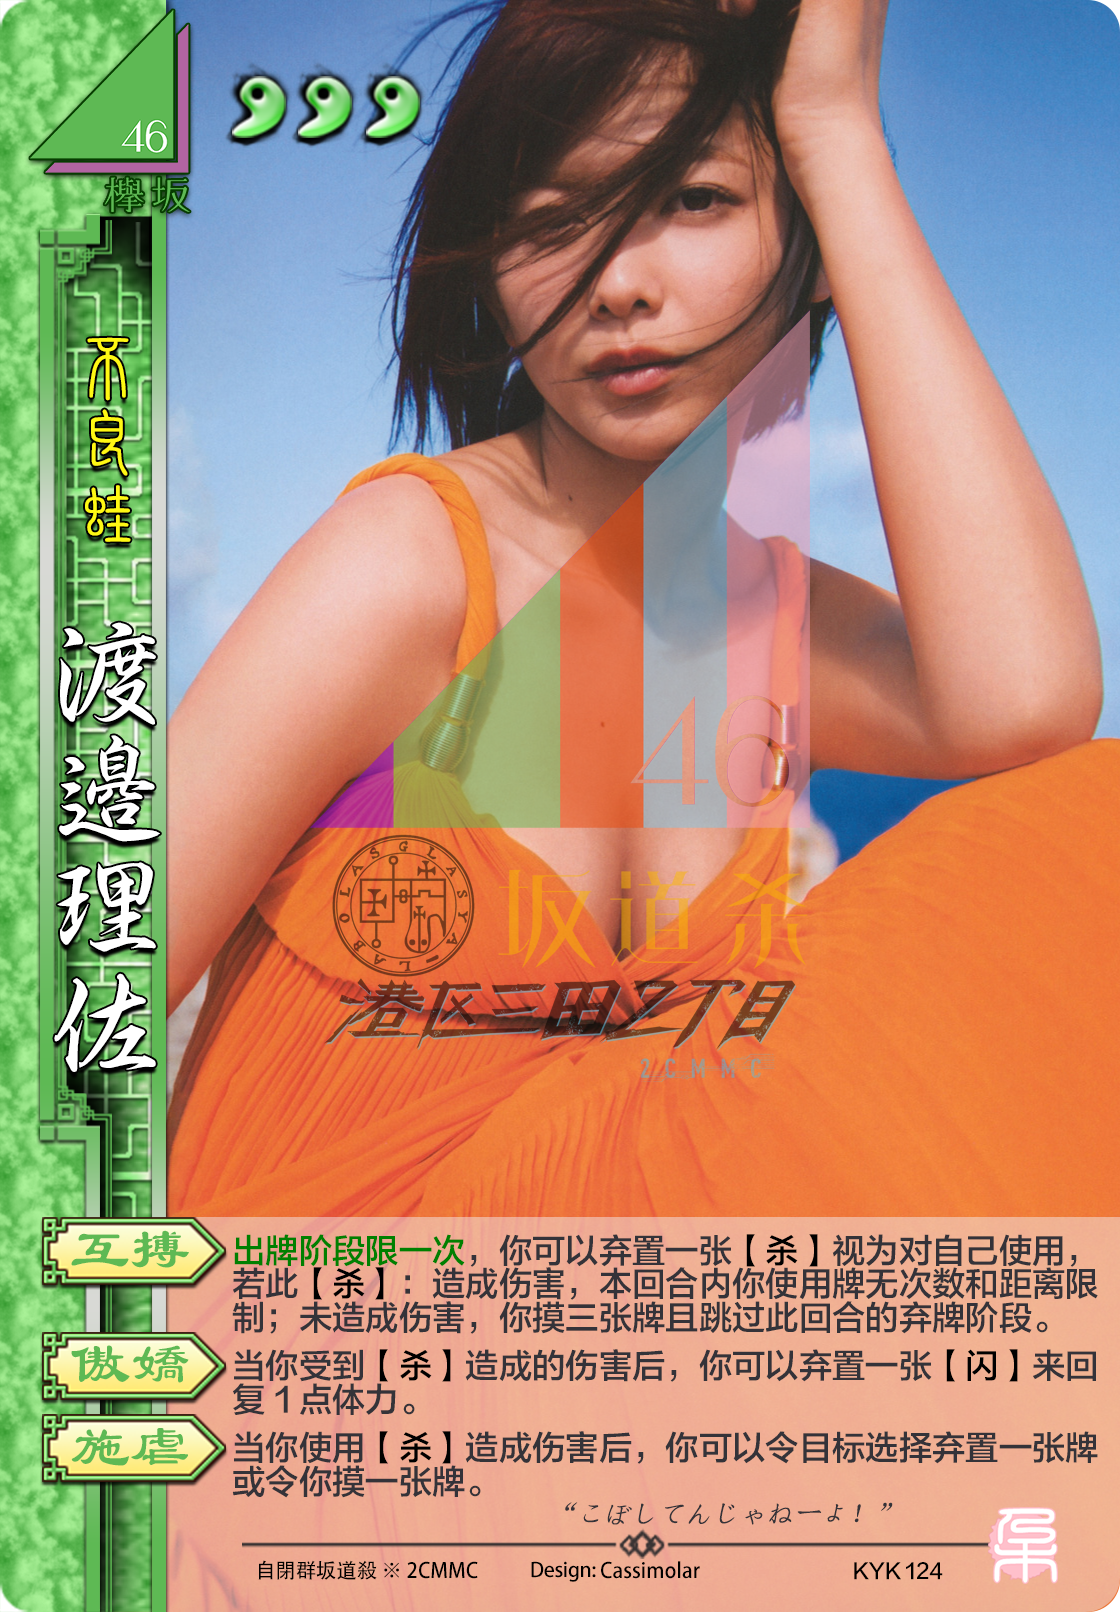 46
欅坂
不良蛙
渡邉理佐
46
GLASYALABOLAS
坂道杀
港区三田2丁目
2CMMC
互搏
出牌阶段限一次，你可以弃置一张【杀】视为对自己使用，
若此【杀】：造成伤害，本回合内你使用牌无次数和距离限
制；未造成伤害，你摸三张牌且跳过此回合的弃牌阶段。
傲嬌
当你受到【杀】造成的伤害后，你可以弃置一张【闪】来回
复1点体力。
施虐
当你使用【杀】造成伤害后，你可以令目标选择弃置一张牌
或令你摸一张牌。
“こぼしてんじゃねーよ！”
自閉群坂道殺 ※ 2CMMC Design: Cassimolar KYK 124